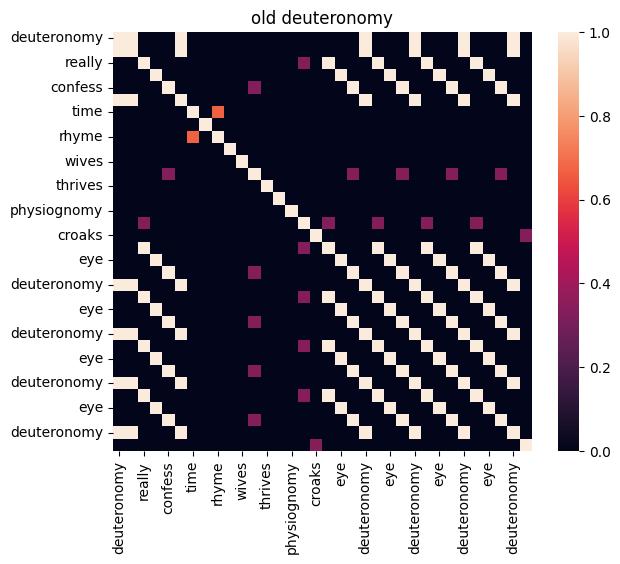 old deuteronomy
deuteronomy
really
confess
time
rhyme
wives
thrives
physiognomy
croaks
eye
deuteronomy
eye
deuteronomy
eye
deuteronomy
eye
deuteronomy
1.0
0.8
0.6
0.4
0.2
0.0
deuteronomy
really
confess
time
rhyme
wives
thrives
physiognomy
croaks
eye
deuteronomy
eye
deuteronomy
eye
deuteronomy
eye
deuteronomy